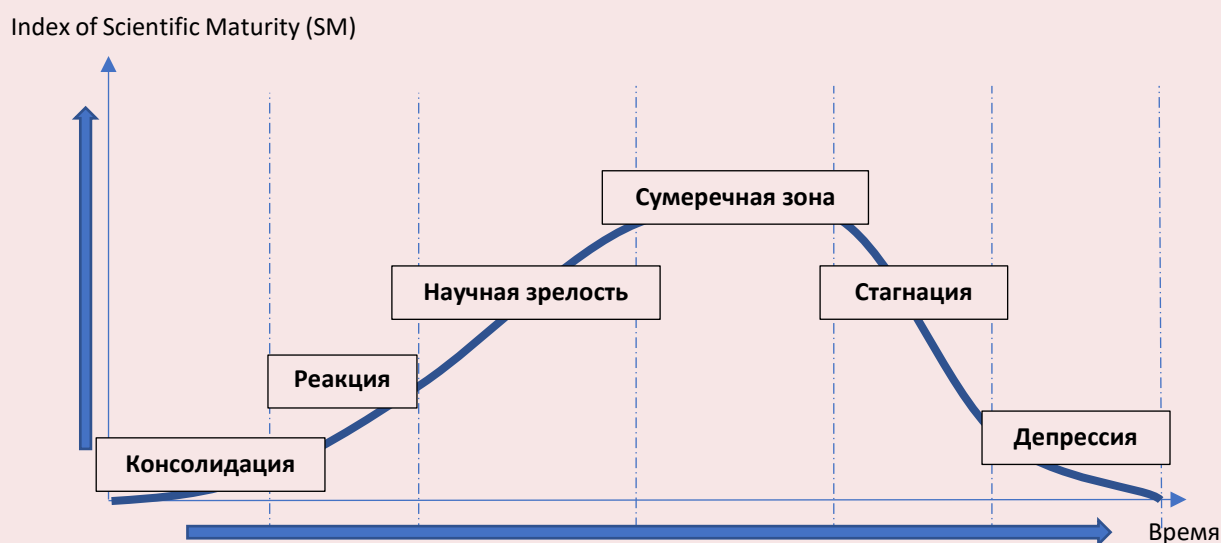 Index of Scientific Maturity (SM)
Сумеречная зона
Научная зрелость
Стагнация
Реакция
Депрессия
Консолидация
Время